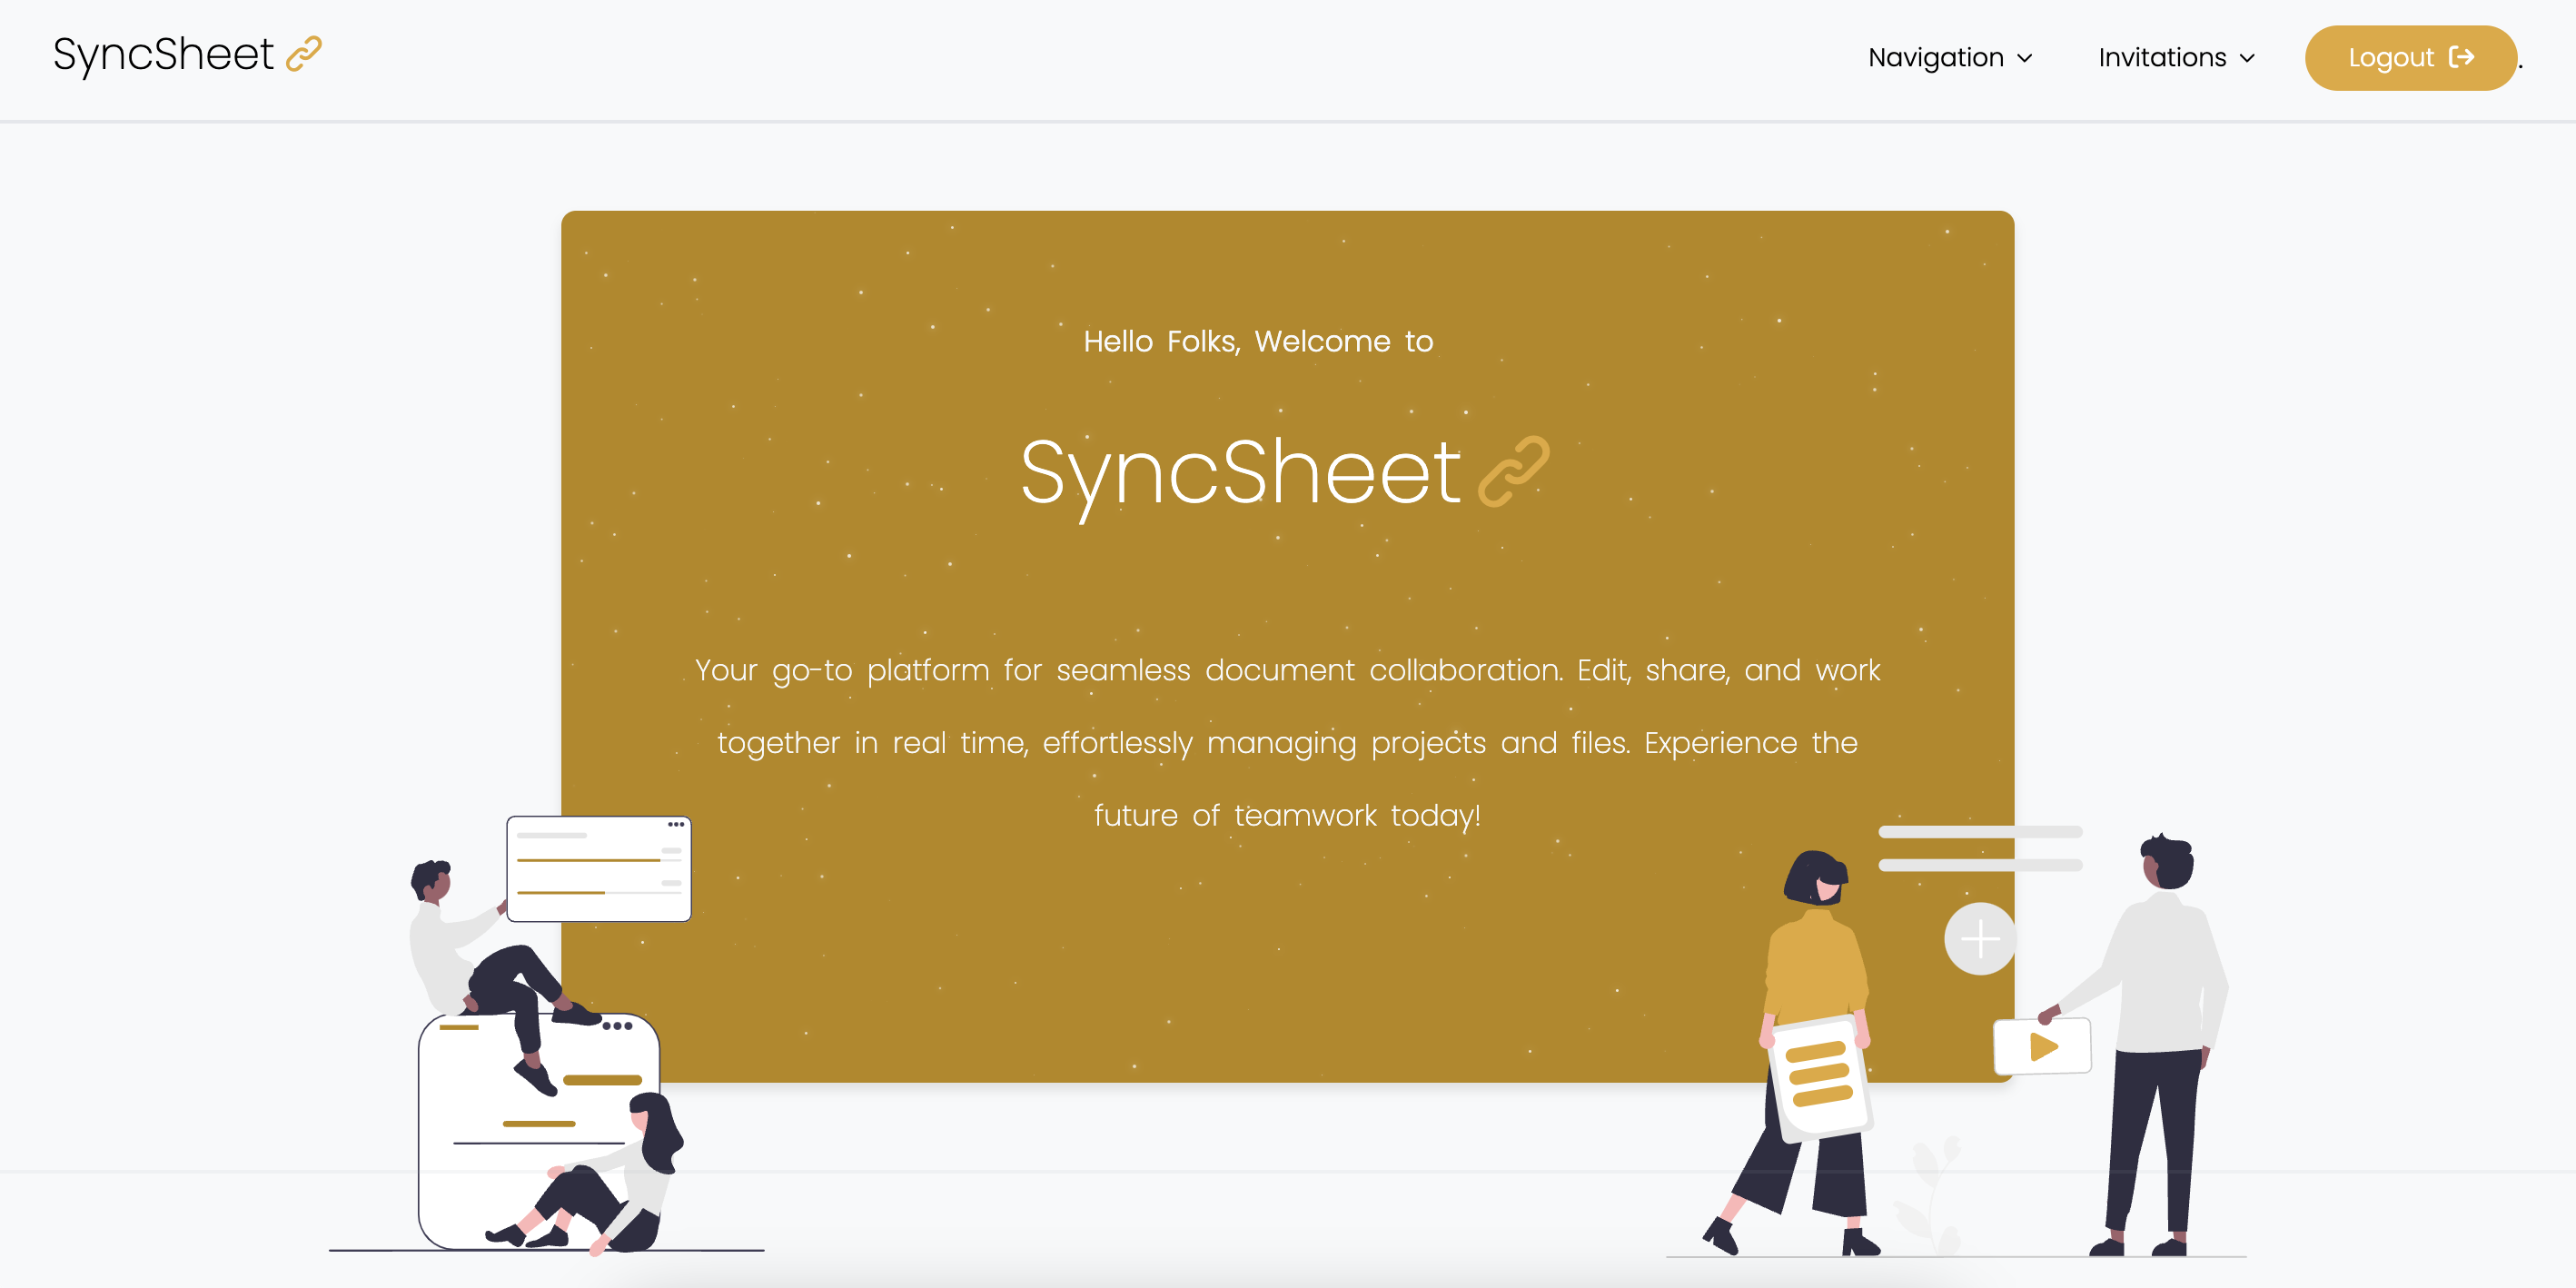 SyncSheet
Navigation
Invitations
Logout
.
Hello Folks, Welcome to
SyncSheet
Your go-to platform for seamless document collaboration. Edit, share, and work
together in real time, effortlessly managing projects and files. Experience the
future of teamwork today!